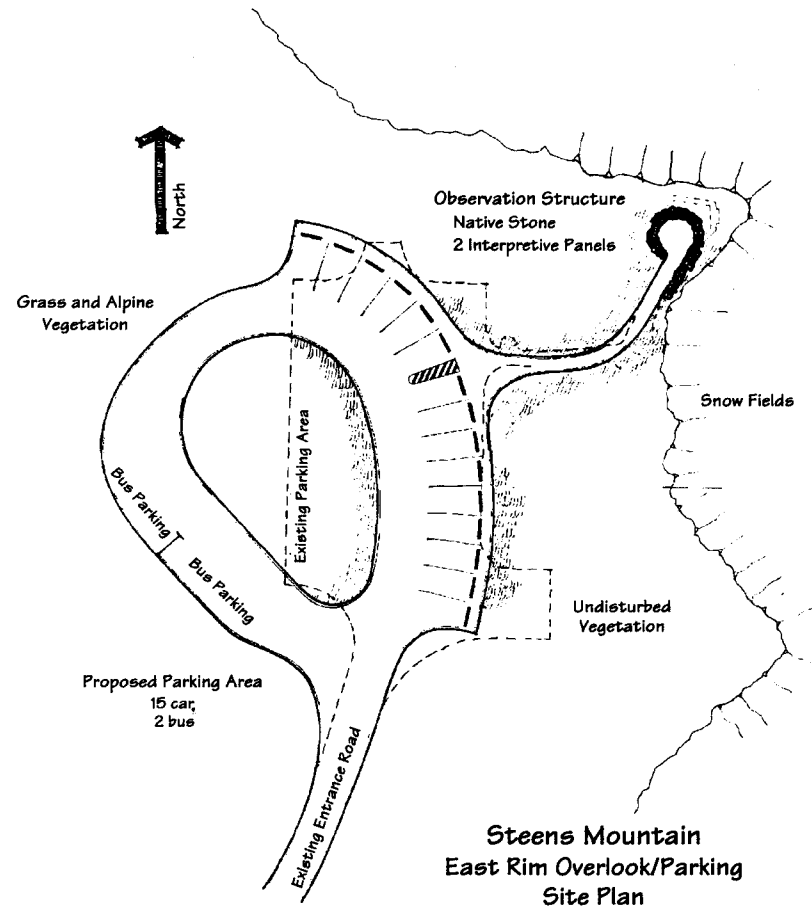 North
Observation Structure
Native Stone
2 Interpretive Panels
Grass and Alpine
Vegetation
Snow Fields
Existing Parking Area
Bus Parking
Bus Parking
Undisturbed
Vegetation
Proposed Parking Area
15 car,
2 bus
Existing Entrance Road
Steens Mountain
East Rim Overlook/Parking
Site Plan